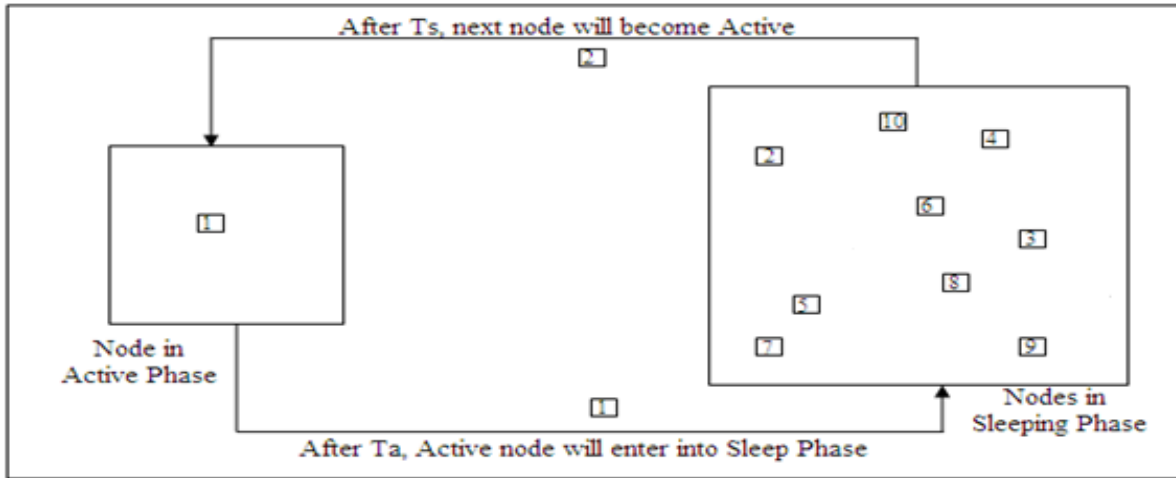 After Ts, next node will become Active
2
10
4
2
6
1
3
8
5
7
9
Node in
Active Phase
Nodes in
Sleeping Phase
1
After Ta, Active node will enter into Sleep Phase